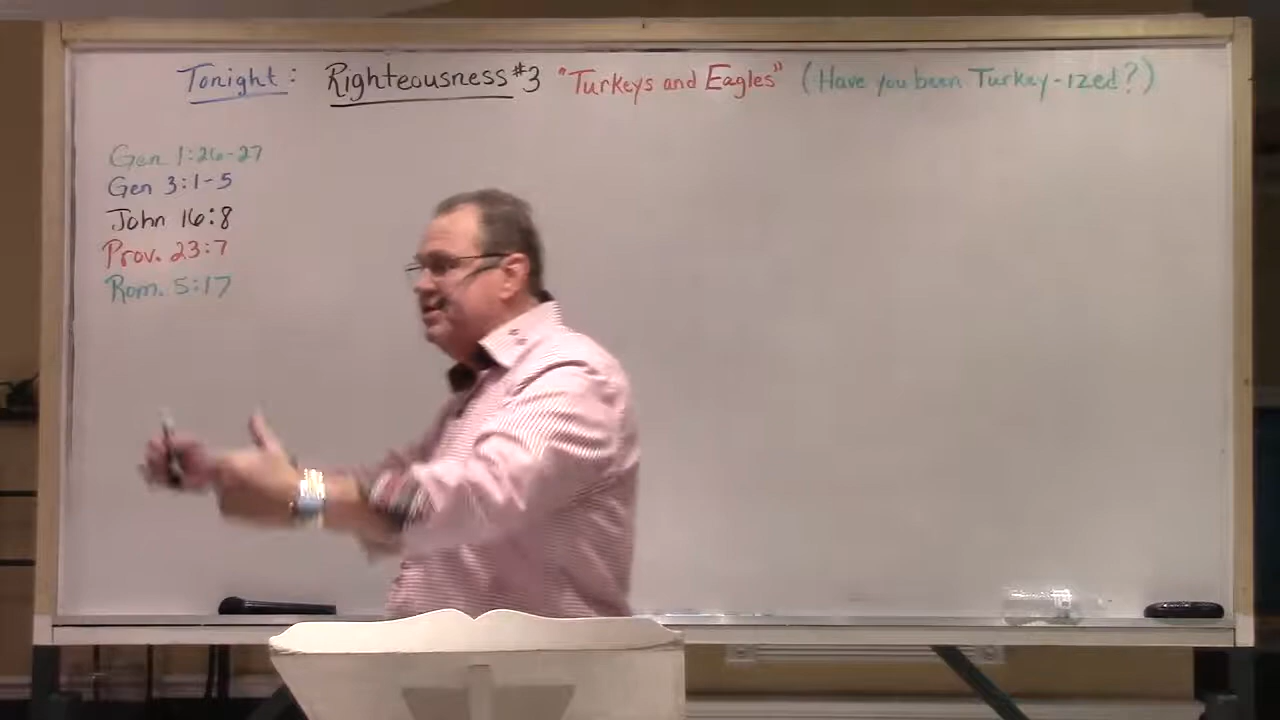 Tonight: Righteousness #3 "Turkeys and Eagles" (Have you been Turkey-ized?)
Gen 1:26-27
Gen 3:1-5
John 16:8
Prov. 23:7
Rom. 5:17